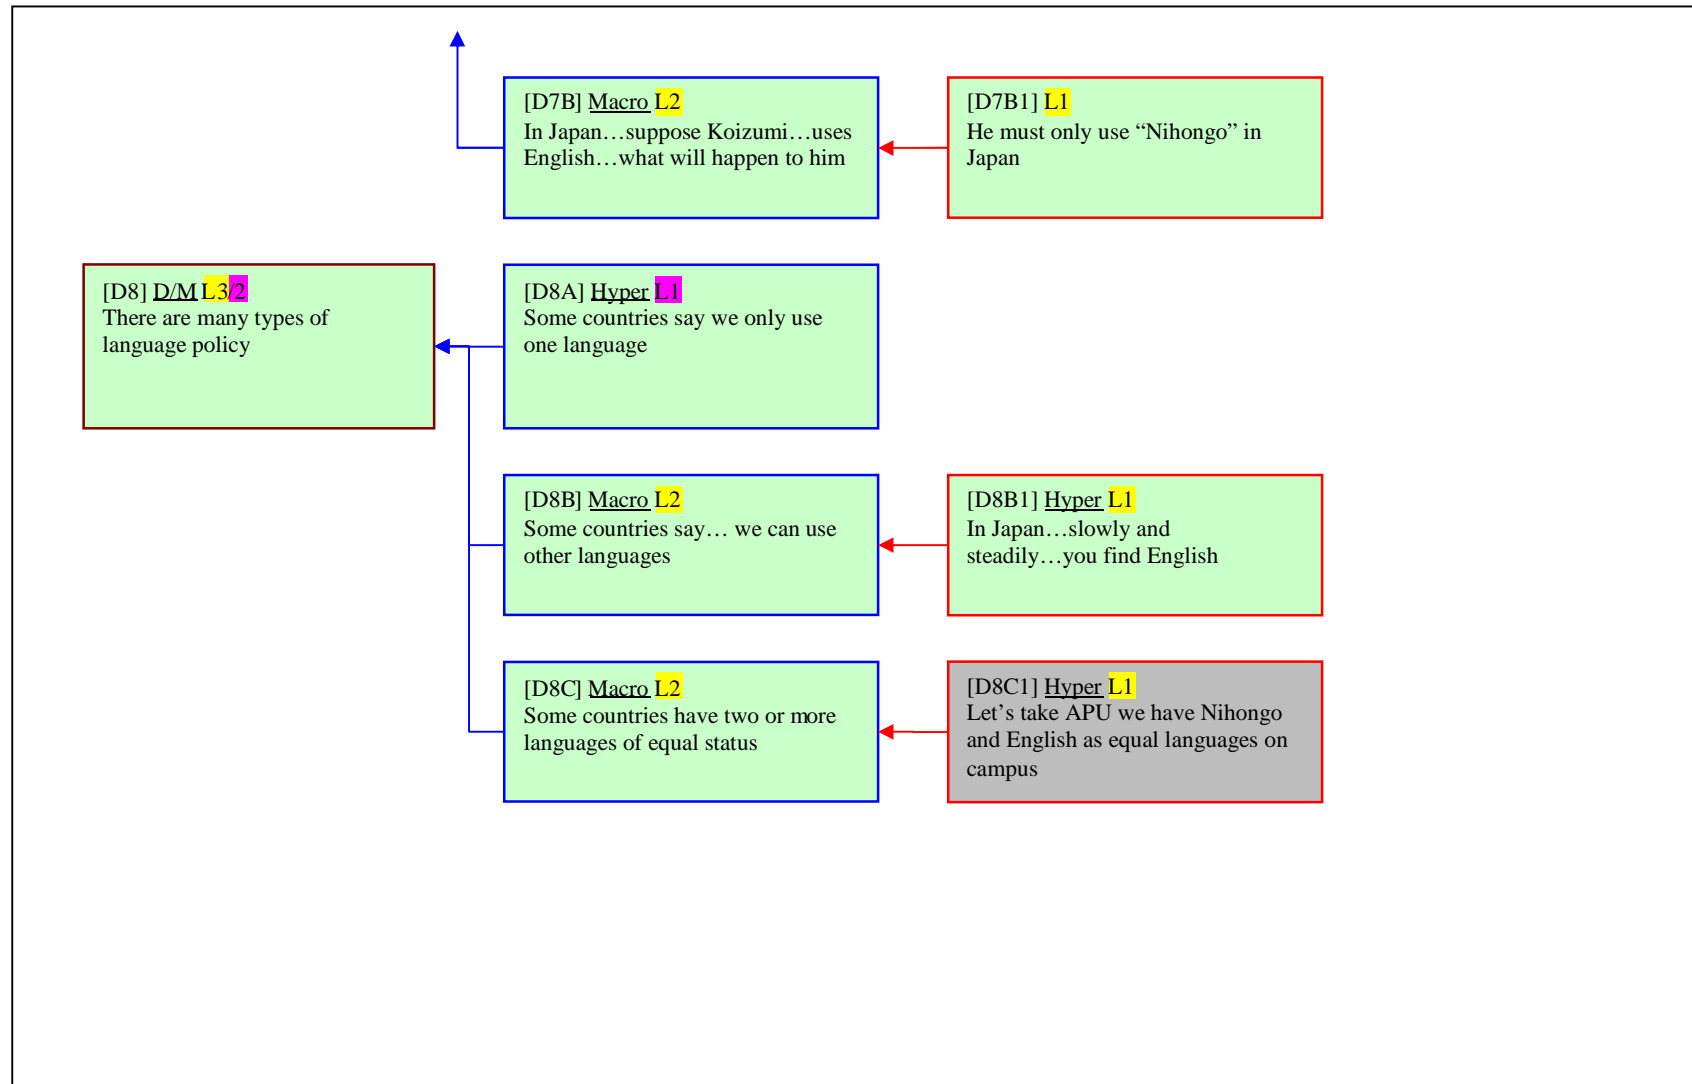 [D7B] Macro L2
In Japan…suppose Koizumi…uses
English…what will happen to him
[D7B1] L1
He must only use “Nihongo” in
Japan
[D8] D/M L3/2
There are many types of
language policy
[D8A] Hyper L1
Some countries say we only use
one language
[D8B] Macro L2
Some countries say… we can use
other languages
[D8B1] Hyper L1
In Japan…slowly and
steadily…you find English
[D8C] Macro L2
Some countries have two or more
languages of equal status
[D8C1] Hyper L1
Let’s take APU we have Nihongo
and English as equal languages on
campus